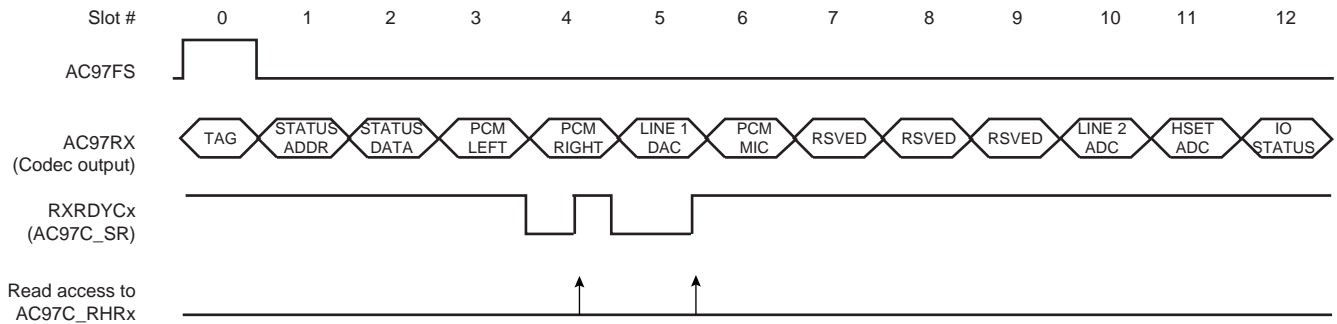 Slot # 0 1 2 3 4 5 6 7 8 9 10 11 12
AC97FS
AC97RX
(Codec output)
TAG
STATUS
ADDR
STATUS
DATA
PCM
LEFT
PCM
RIGHT
LINE 1
DAC
PCM
MIC
RSVED
RSVED
RSVED
LINE 2
ADC
HSET
ADC
IO
STATUS
RXRDYCx
(AC97C_SR)
Read access to
AC97C_RHRx